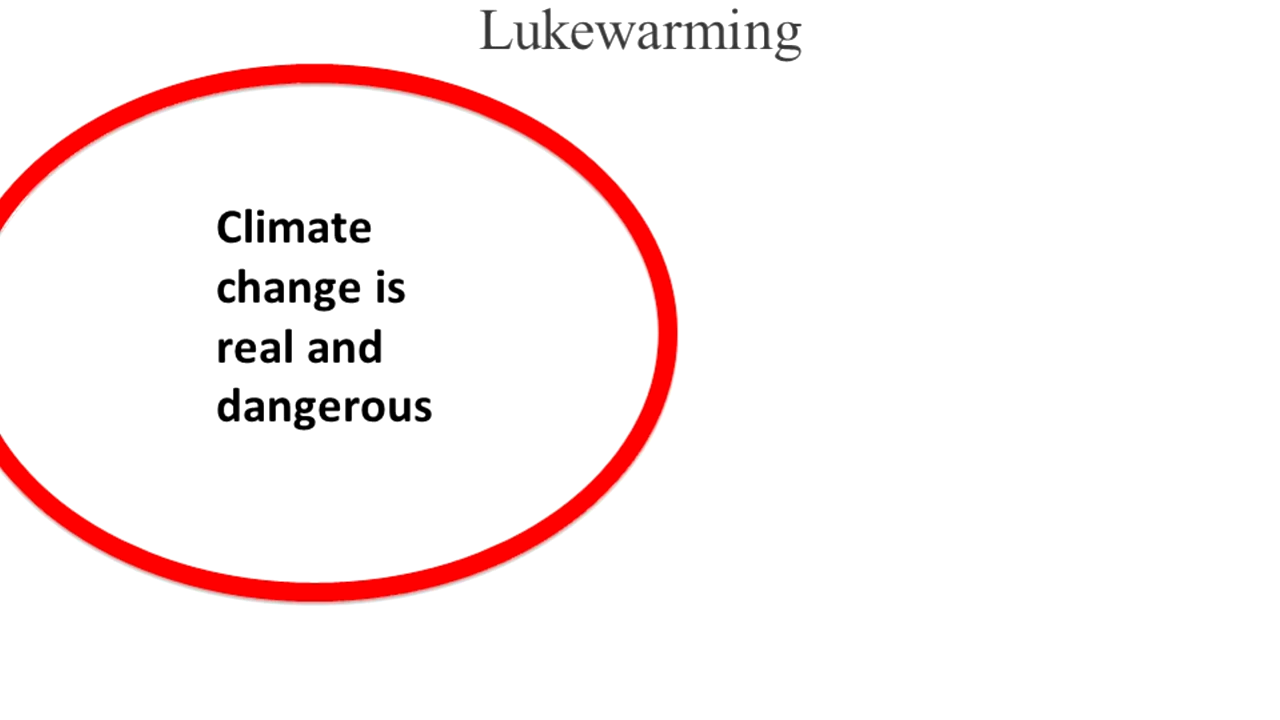 Lukewarming
Climate
change is
real and
dangerous